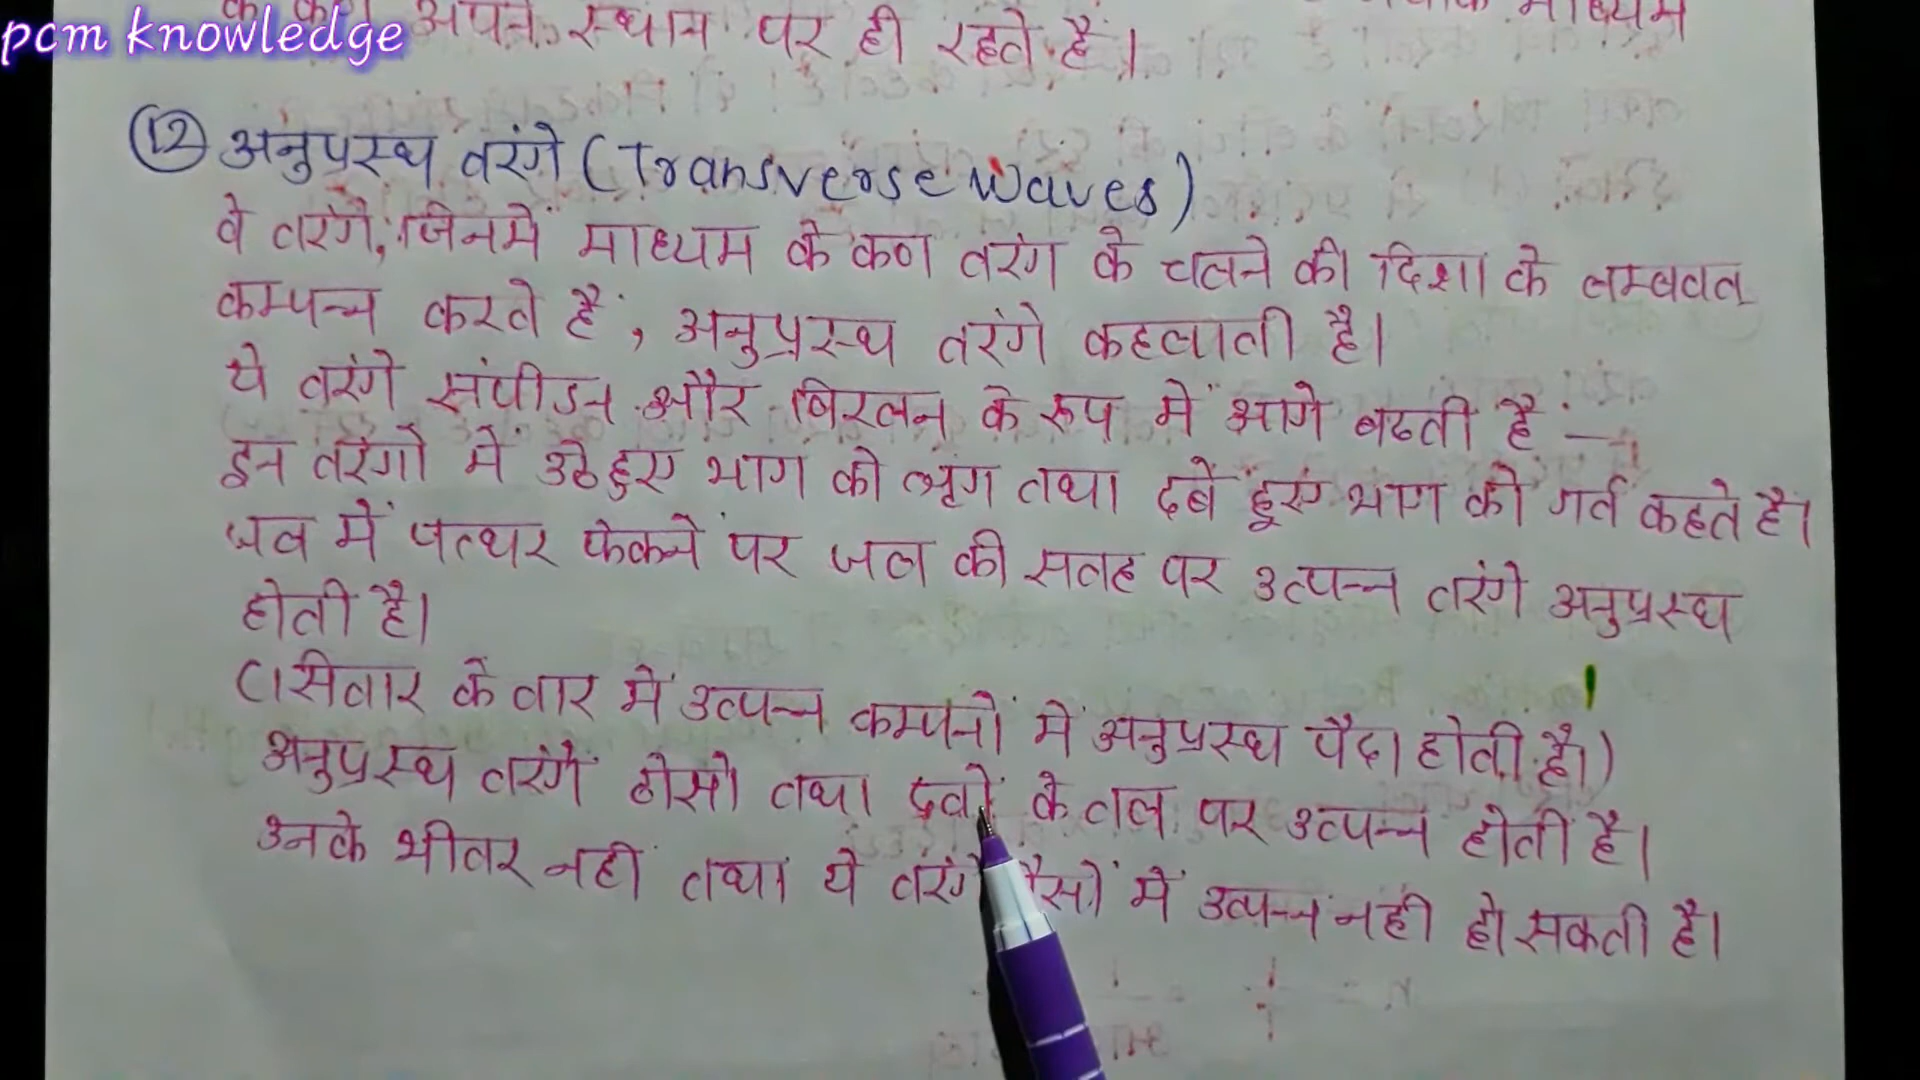 pcm knowledge
अपने स्थान पर ही रहते है। माध्यम
(12) अनुप्रस्थ तरंगे (Transverse Waves)
वे तरंगे, जिनमें माध्यम के कण तरंग के चलने की दिशा के लम्बवत
कम्पन्न करते हैं, अनुप्रस्थ तरंगे कहलाती है।
ये तरंगे संपीडन और बिरलन के रूप में आगे बढती है :—
इन तरंगों में उठे हुए भाग को श्रृंग तथा दबें हूएं भाग को गर्त कहते है।
जल में पत्थर फेकने पर जल की सतह पर उत्पन्न तरंगे अनुप्रस्थ
होती है।
(सितार के तार में उत्पन्न कम्पनों में अनुप्रस्थ पैदा होती है।)
अनुप्रस्थ तरंगें ठोसो तथा द्रवों के तल पर उत्पन्न होती है।
उनके भीतर नहीं तथा ये तरंगें में उत्पन्न नही हो सकती है।